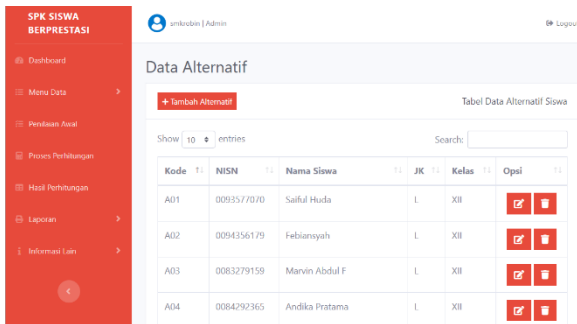 SPK SISWA
BERPRESTASI
Dashboard
Menu Data
Penilaian Awal
Proses Perhitungan
Hasil Perhitungan
Laporan
Informasi Lain
smkrobin | Admin
Logout
Data Alternatif
+ Tambah Alternatif
Tabel Data Alternatif Siswa
Show 10 entries
Search:
Kode NISN Nama Siswa JK Kelas Opsi
A01 0093577070 Saiful Huda L XII
A02 0094356179 Febiansyah L XII
A03 0083279159 Marvin Abdul F L XII
A04 0084292365 Andika Pratama L XII